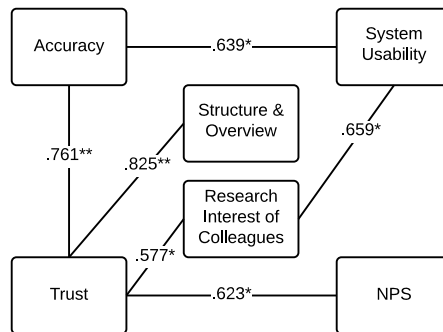 Accuracy
.639*
System
Usability
Structure &
Overview
.659*
.761**
.825**
Research
Interest of
Colleagues
.577*
Trust
.623*
NPS